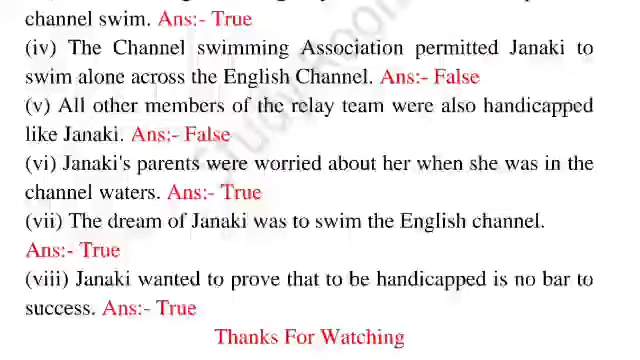 channel swim. Ans:- True
(iv) The Channel swimming Association permitted Janaki to
swim alone across the English Channel. Ans:- False
(v) All other members of the relay team were also handicapped
like Janaki. Ans:- False
(vi) Janaki's parents were worried about her when she was in the
channel waters. Ans:- True
(vii) The dream of Janaki was to swim the English channel.
Ans:- True
(viii) Janaki wanted to prove that to be handicapped is no bar to
success. Ans:- True
Thanks For Watching